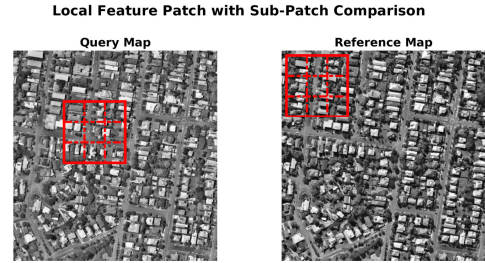 Local Feature Patch with Sub-Patch Comparison
Query Map
Reference Map